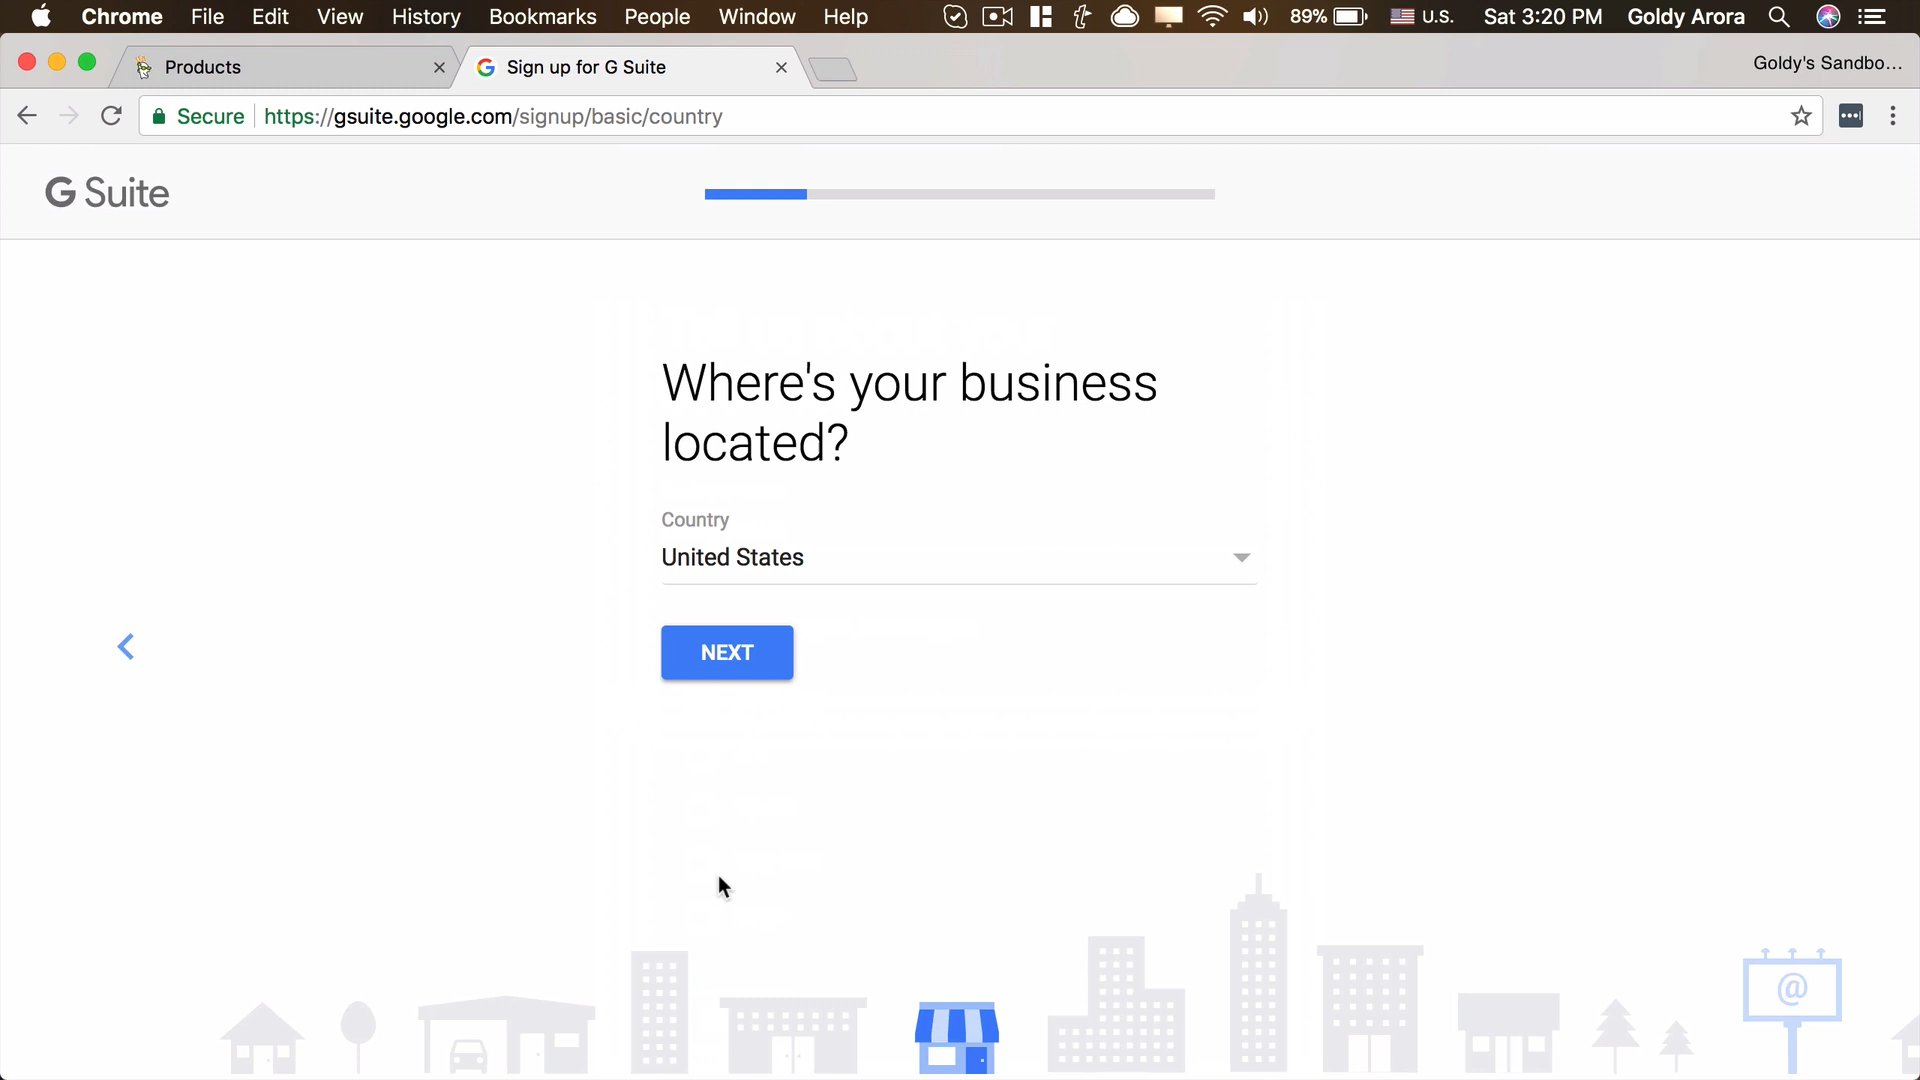 Chrome File Edit View History Bookmarks People Window Help 89% U.S. Sat 3:20 PM Goldy Arora
Products Sign up for G Suite Goldy's Sandbo...
Secure https://gsuite.google.com/signup/basic/country
G Suite
Where's your business
located?
Country
United States
NEXT
@